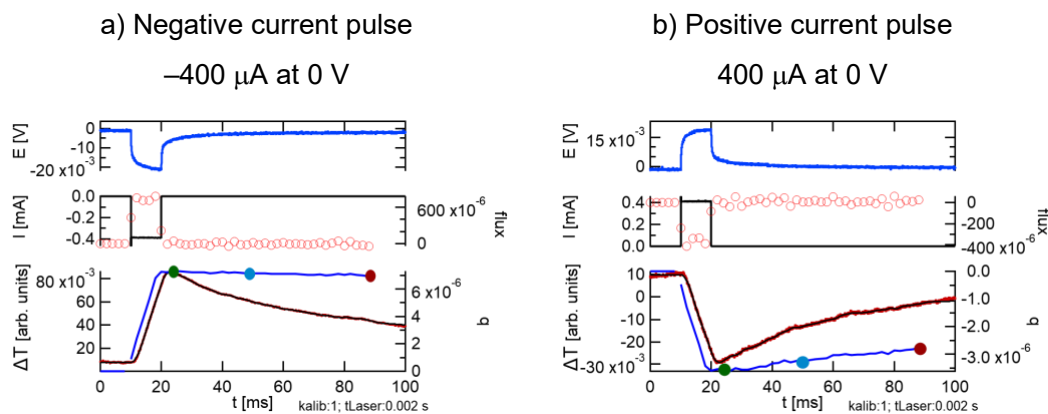 a) Negative current pulse
–400 µA at 0 V
E [V]
0
-10
-20 x10⁻³
I [mA]
0.0
-0.2
-0.4
600 x10⁻⁶
0
flux
ΔT [arb. units]
80 x10⁻³
60
40
20
6 x10⁻⁶
4
2
0
q
0 20 40 60 80 100
t [ms]
kalib:1; tLaser:0.002 s
b) Positive current pulse
400 µA at 0 V
E [V]
15 x10⁻³
0
I [mA]
0.4
0.2
0.0
0
-200
-400 x10⁻⁶
flux
ΔT [arb. units]
10
0
-10
-20
-30 x10⁻³
0.0
-1.0
-2.0
-3.0 x10⁻⁶
q
0 20 40 60 80 100
t [ms]
kalib:1; tLaser:0.002 s